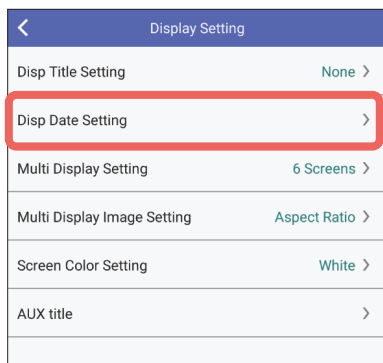 Display Setting
Disp Title Setting None
Disp Date Setting
Multi Display Setting 6 Screens
Multi Display Image Setting Aspect Ratio
Screen Color Setting White
AUX title